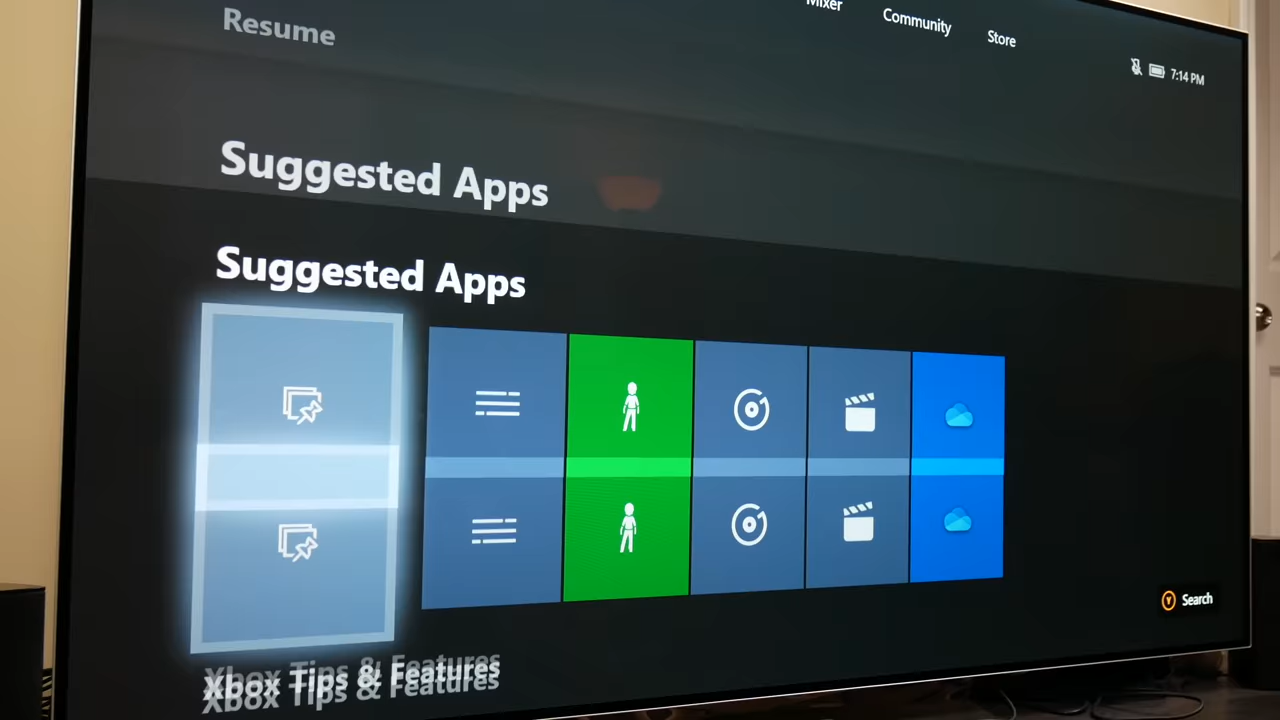 Mixer
Community
Store
Resume
7:14 PM
Suggested Apps
Suggested Apps
Y Search
Xbox Tips & Features
Xbox Tips & Features